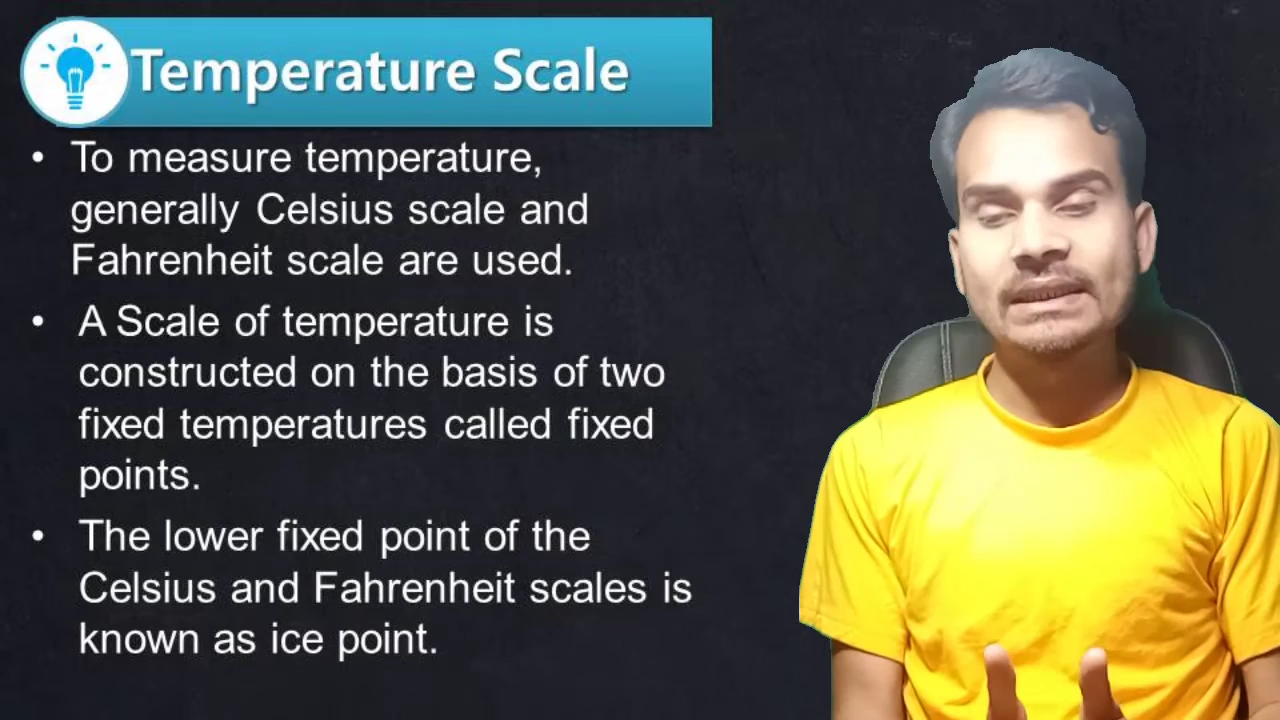 Temperature Scale
• To measure temperature,
generally Celsius scale and
Fahrenheit scale are used.
• A Scale of temperature is
constructed on the basis of two
fixed temperatures called fixed
points.
• The lower fixed point of the
Celsius and Fahrenheit scales is
known as ice point.